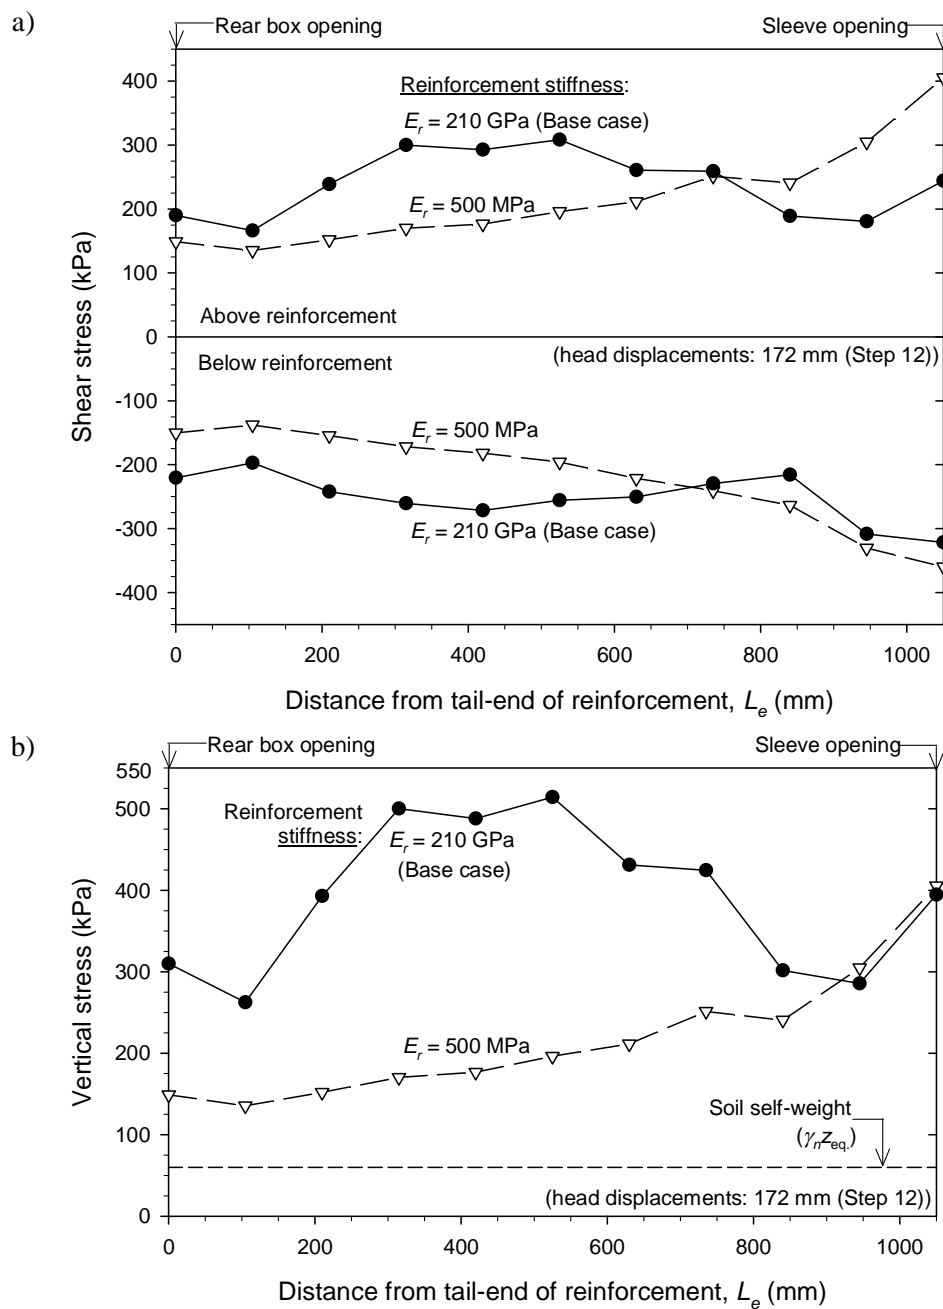 a)
Rear box opening
Sleeve opening
Reinforcement stiffness:
E_r = 210 GPa (Base case)
E_r = 500 MPa
Above reinforcement
Below reinforcement
(head displacements: 172 mm (Step 12))
E_r = 500 MPa
E_r = 210 GPa (Base case)
Shear stress (kPa)
400
300
200
100
0
-100
-200
-300
-400
0
200
400
600
800
1000
Distance from tail-end of reinforcement, L_e (mm)
b)
Rear box opening
Sleeve opening
Reinforcement
stiffness:
E_r = 210 GPa
(Base case)
E_r = 500 MPa
Soil self-weight
(γ_n z_eq.)
(head displacements: 172 mm (Step 12))
Vertical stress (kPa)
550
500
400
300
200
100
0
0
200
400
600
800
1000
Distance from tail-end of reinforcement, L_e (mm)